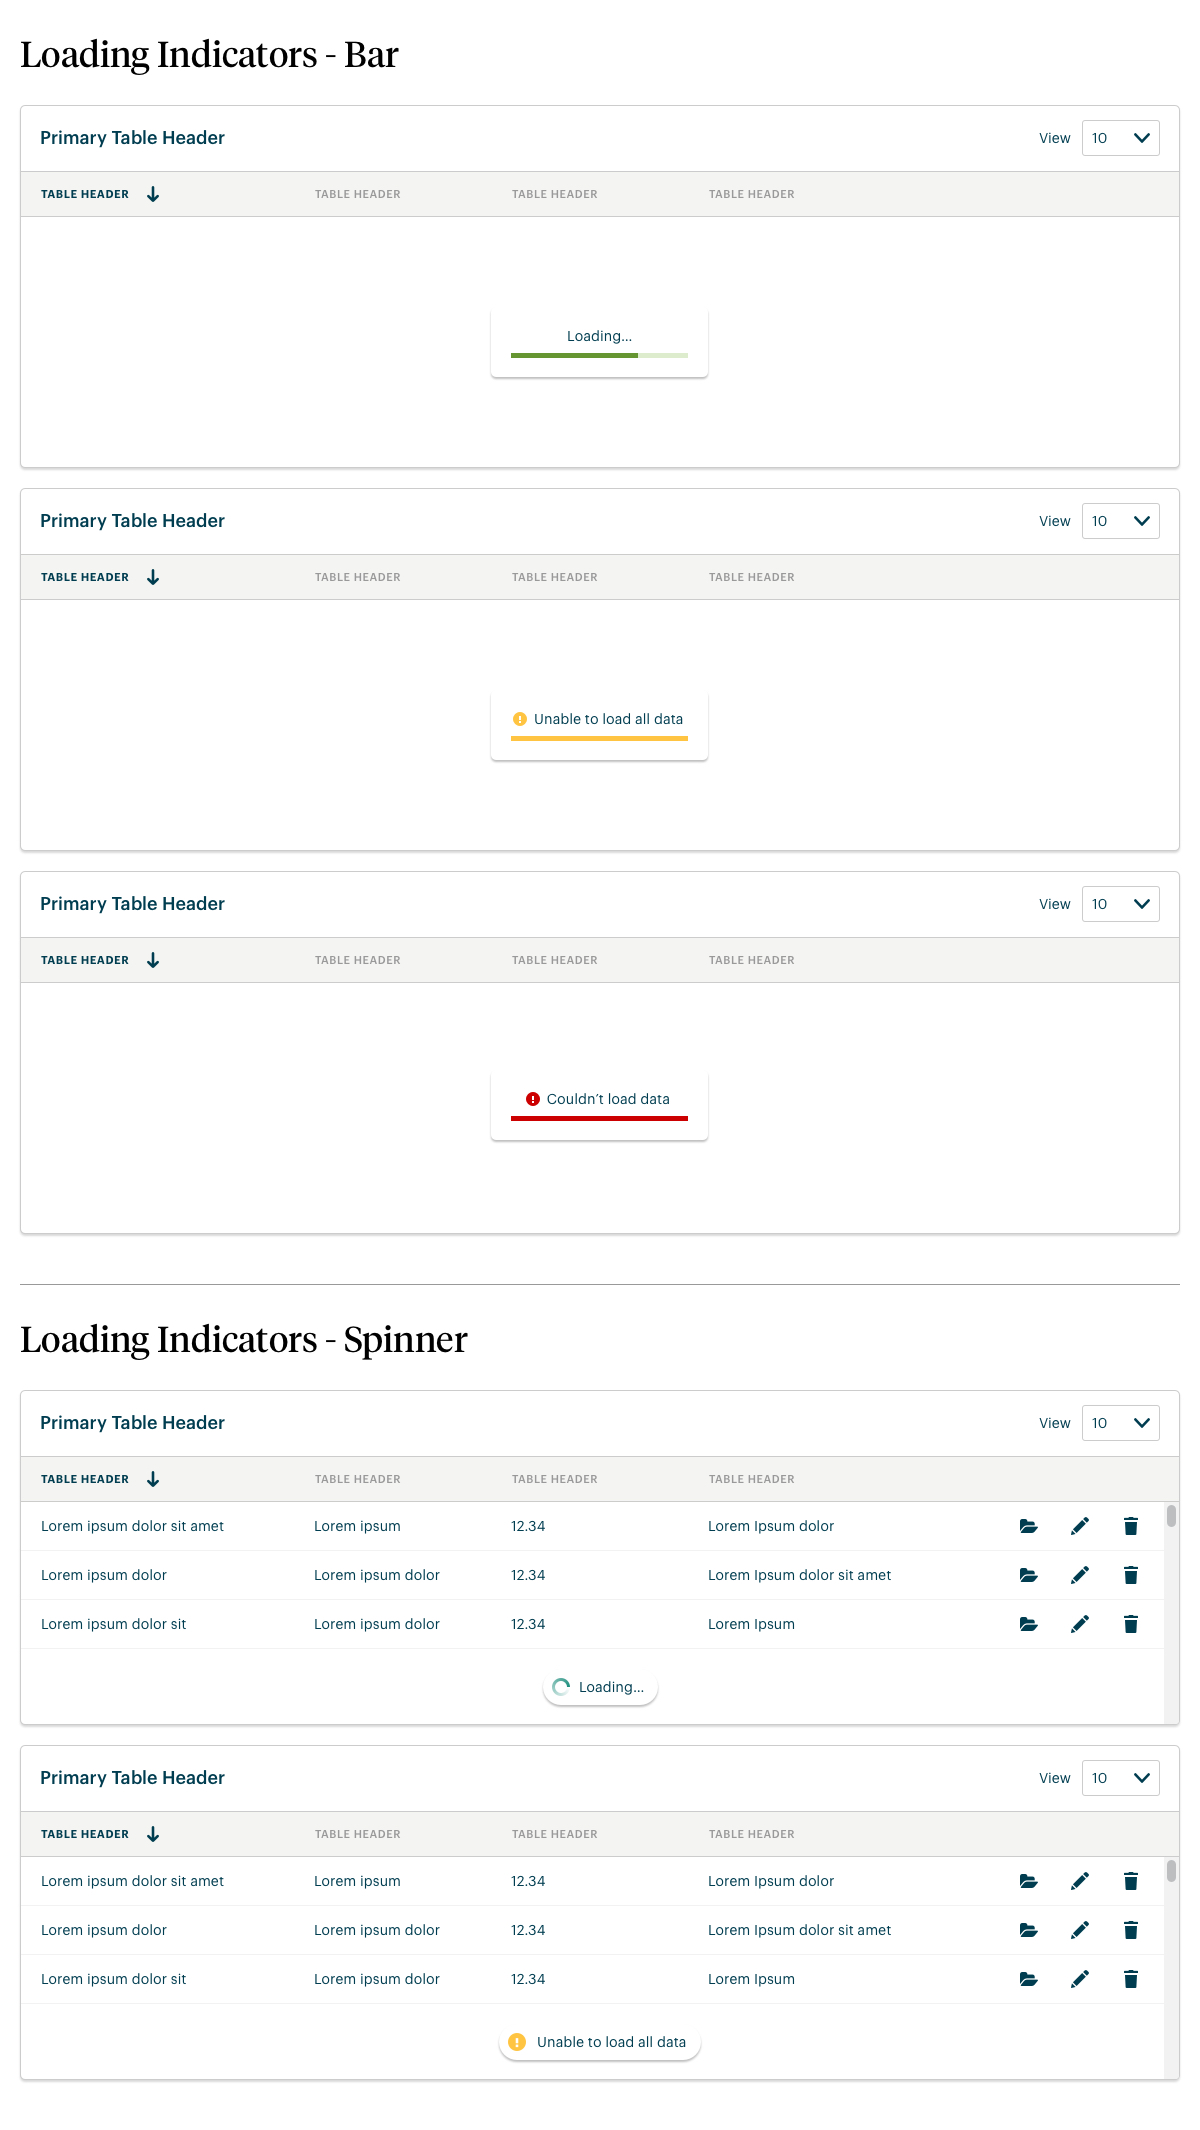 Loading Indicators - Bar
Primary Table Header View 10
TABLE HEADER TABLE HEADER TABLE HEADER TABLE HEADER
Loading...
Primary Table Header View 10
TABLE HEADER TABLE HEADER TABLE HEADER TABLE HEADER
Unable to load all data
Primary Table Header View 10
TABLE HEADER TABLE HEADER TABLE HEADER TABLE HEADER
Couldn’t load data
Loading Indicators - Spinner
Primary Table Header View 10
TABLE HEADER TABLE HEADER TABLE HEADER TABLE HEADER
Lorem ipsum dolor sit amet Lorem ipsum 12.34 Lorem Ipsum dolor
Lorem ipsum dolor Lorem ipsum dolor 12.34 Lorem Ipsum dolor sit amet
Lorem ipsum dolor sit Lorem ipsum dolor 12.34 Lorem Ipsum
Loading...
Primary Table Header View 10
TABLE HEADER TABLE HEADER TABLE HEADER TABLE HEADER
Lorem ipsum dolor sit amet Lorem ipsum 12.34 Lorem Ipsum dolor
Lorem ipsum dolor Lorem ipsum dolor 12.34 Lorem Ipsum dolor sit amet
Lorem ipsum dolor sit Lorem ipsum dolor 12.34 Lorem Ipsum
Unable to load all data